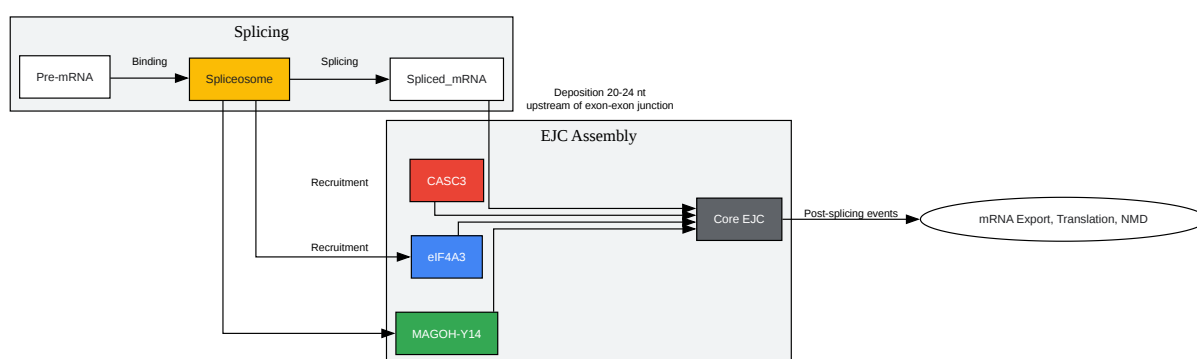 Splicing
Pre-mRNA
Binding
Spliceosome
Splicing
Spliced_mRNA
Deposition 20-24 nt
upstream of exon-exon junction
EJC Assembly
Recruitment
CASC3
Core EJC
Post-splicing events
mRNA Export, Translation, NMD
Recruitment
eIF4A3
MAGOH-Y14